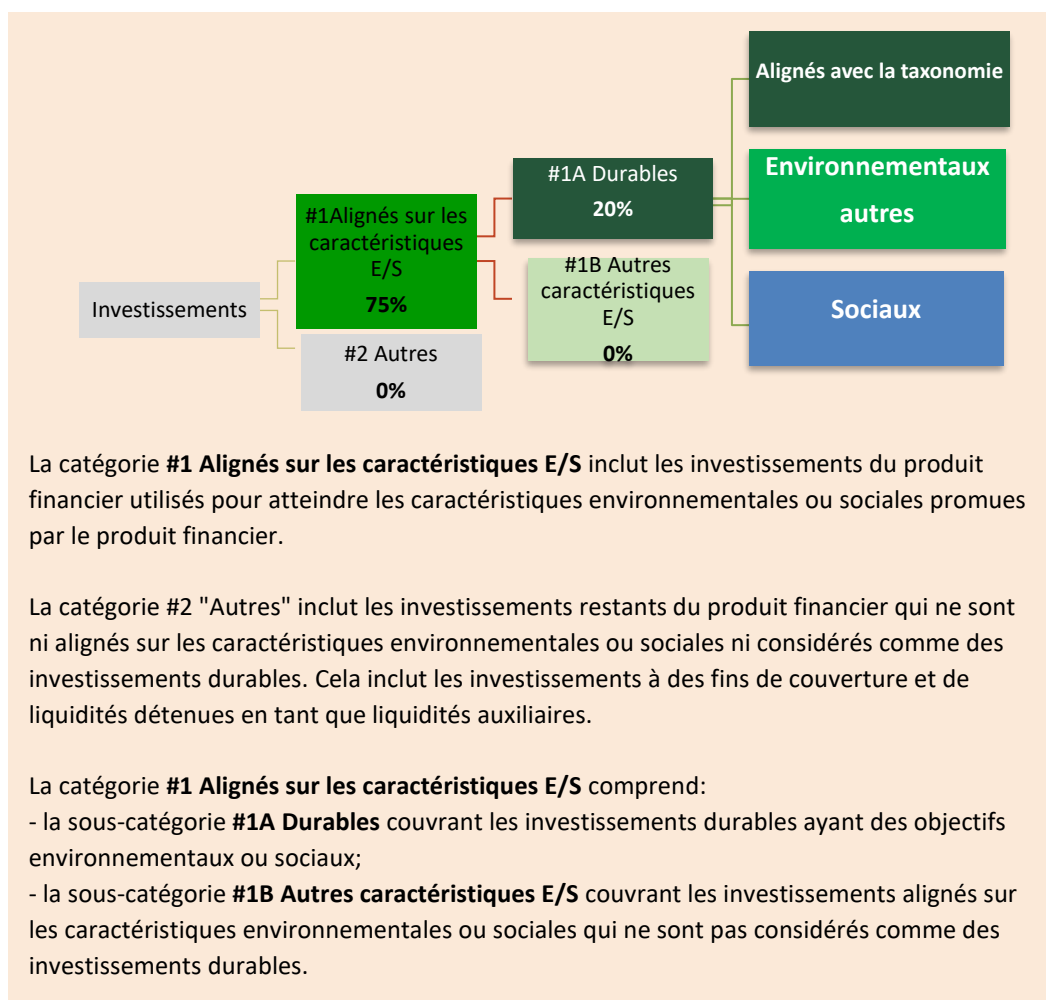 Alignés avec la taxonomie
#1A Durables
20%
Environnementaux
autres
#1Alignés sur les
caractéristiques
E/S
75%
#1B Autres
caractéristiques
E/S
0%
Investissements
Sociaux
#2 Autres
0%
La catégorie #1 Alignés sur les caractéristiques E/S inclut les investissements du produit
financier utilisés pour atteindre les caractéristiques environnementales ou sociales promues
par le produit financier.
La catégorie #2 "Autres" inclut les investissements restants du produit financier qui ne sont
ni alignés sur les caractéristiques environnementales ou sociales ni considérés comme des
investissements durables. Cela inclut les investissements à des fins de couverture et de
liquidités détenues en tant que liquidités auxiliaires.
La catégorie #1 Alignés sur les caractéristiques E/S comprend:
- la sous-catégorie #1A Durables couvrant les investissements durables ayant des objectifs
environnementaux ou sociaux;
- la sous-catégorie #1B Autres caractéristiques E/S couvrant les investissements alignés sur
les caractéristiques environnementales ou sociales qui ne sont pas considérés comme des
investissements durables.